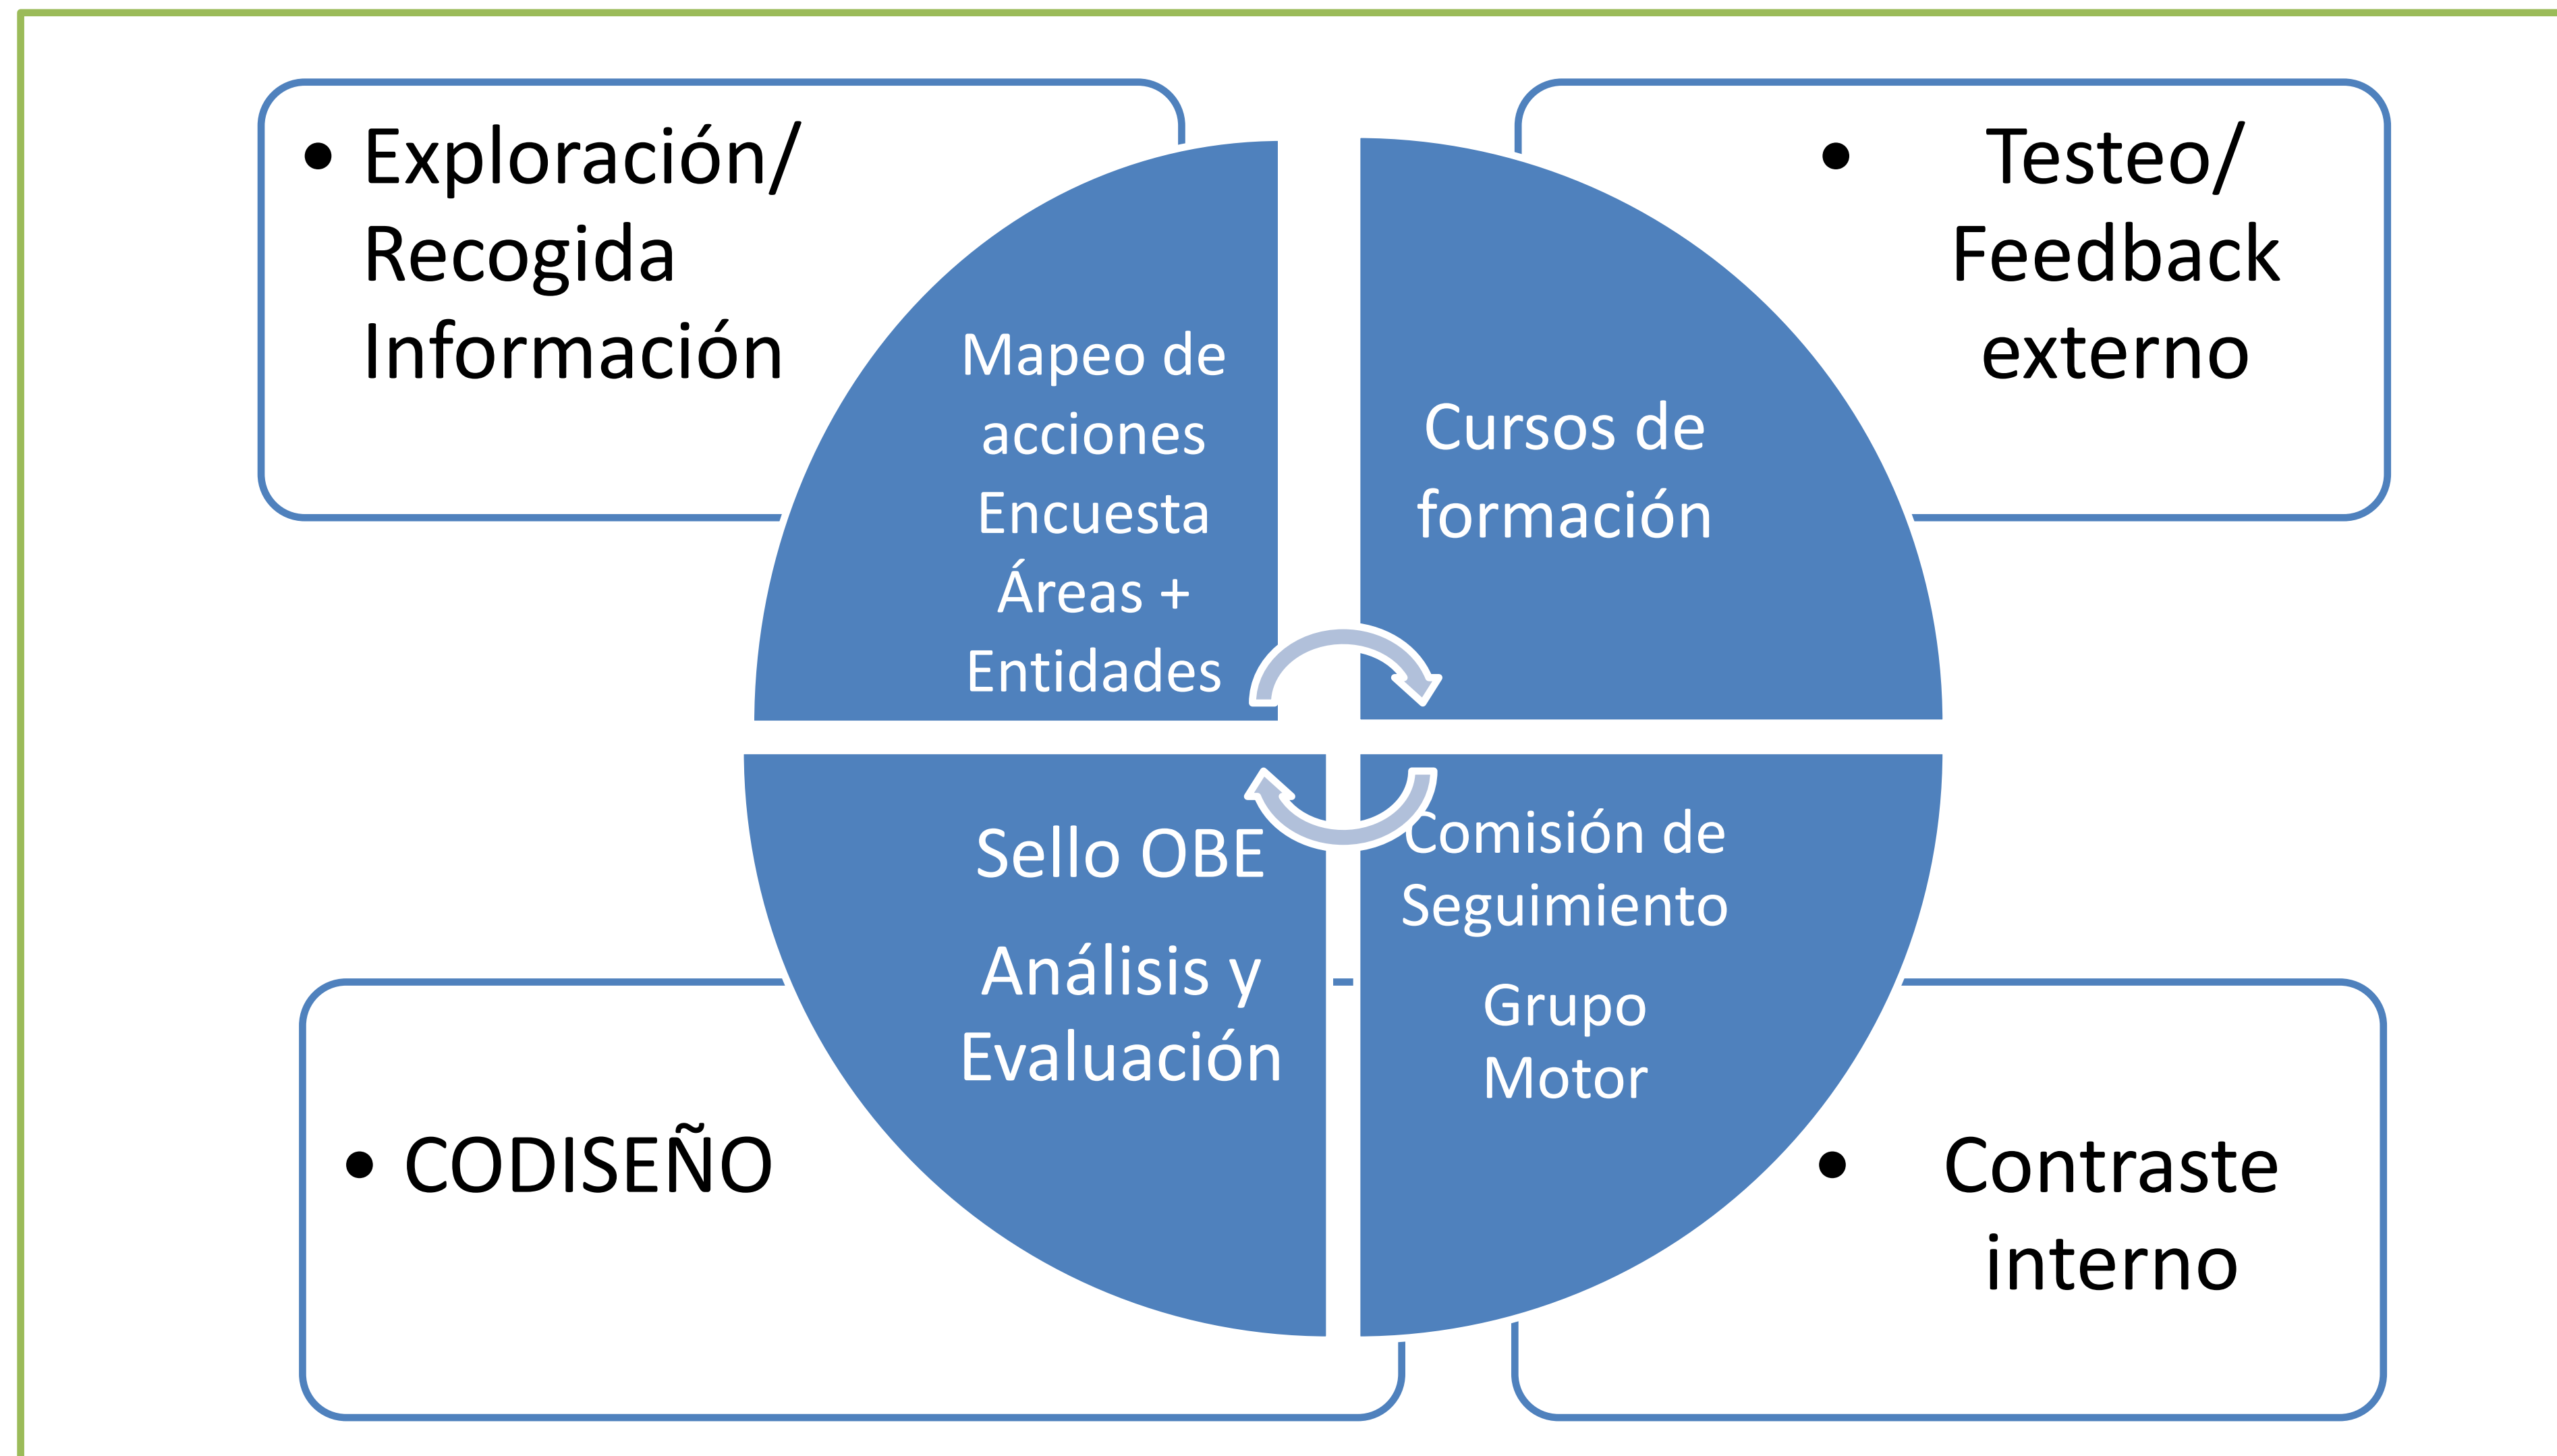 • Exploración/
Recogida
Información
Mapeo de
acciones
Encuesta
Áreas +
Entidades
• Testeo/
Feedback
externo
Cursos de
formación
Sello OBE
Análisis y
Evaluación
• CODISEÑO
Comisión de
Seguimiento
Grupo
Motor
• Contraste
interno